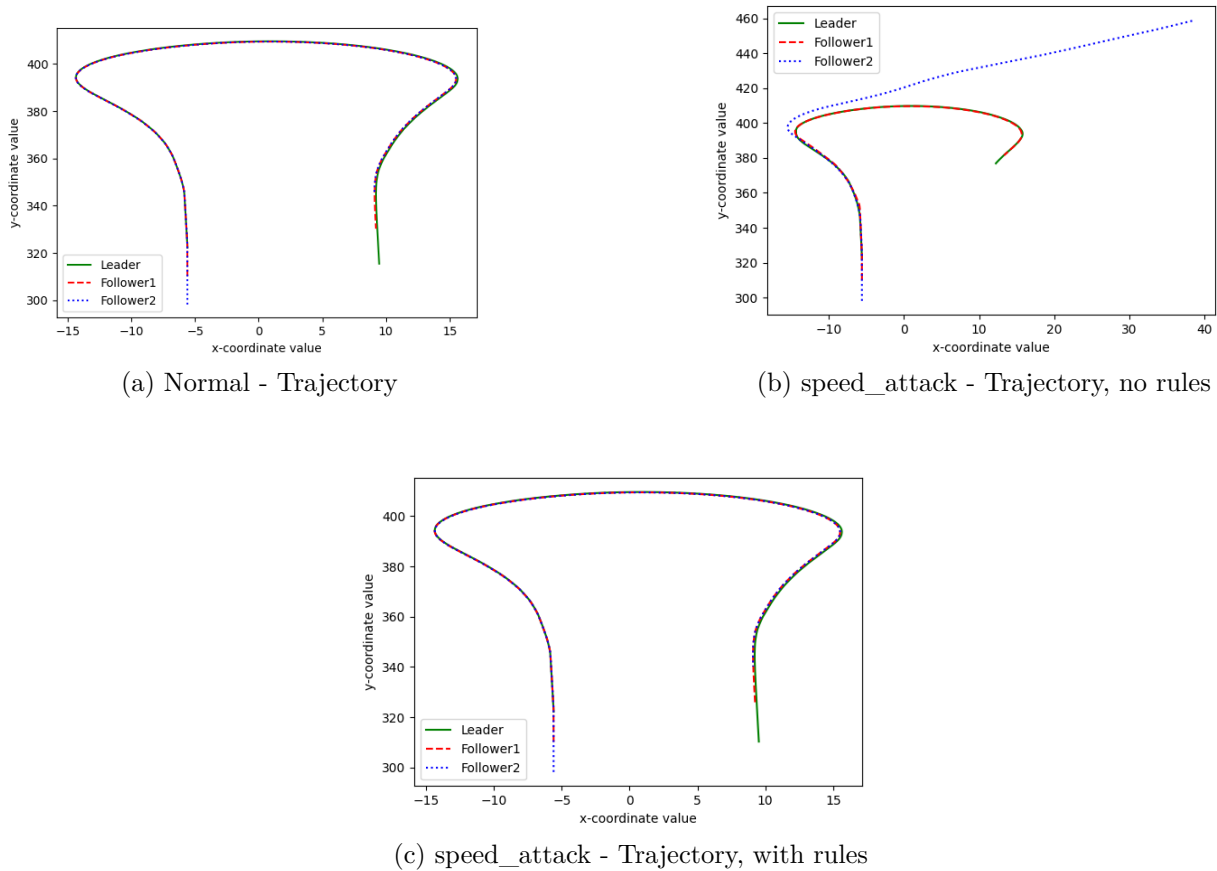 400
380
360
340
320
300
y-coordinate value
Leader
Follower1
Follower2
−15
−10
−5
0
5
10
15
x-coordinate value
(a) Normal - Trajectory
460
440
420
400
380
360
340
320
300
y-coordinate value
Leader
Follower1
Follower2
−10
0
10
20
30
40
x-coordinate value
(b) speed_attack - Trajectory, no rules
400
380
360
340
320
300
y-coordinate value
Leader
Follower1
Follower2
−15
−10
−5
0
5
10
15
x-coordinate value
(c) speed_attack - Trajectory, with rules